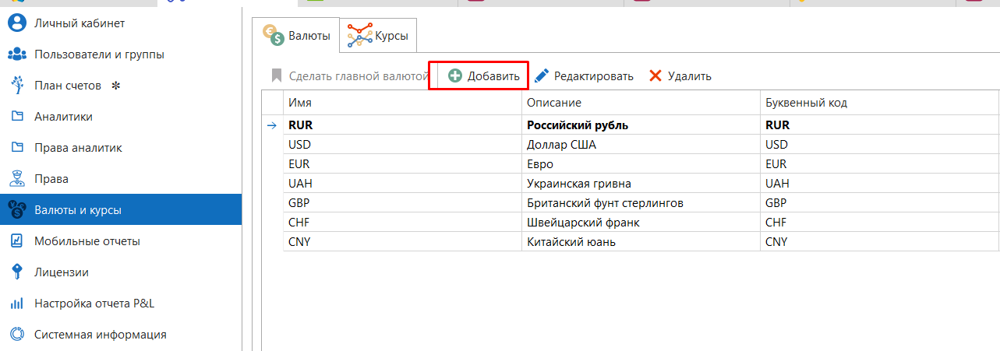 Личный кабинет
Пользователи и группы
План счетов *
Аналитики
Права аналитик
Права
Валюты и курсы
Мобильные отчеты
Лицензии
Настройка отчета P&L
Системная информация
Валюты Курсы
Сделать главной валютой Добавить Редактировать Удалить
Имя Описание Буквенный код
RUR Российский рубль RUR
USD Доллар США USD
EUR Евро EUR
UAH Украинская гривна UAH
GBP Британский фунт стерлингов GBP
CHF Швейцарский франк CHF
CNY Китайский юань CNY